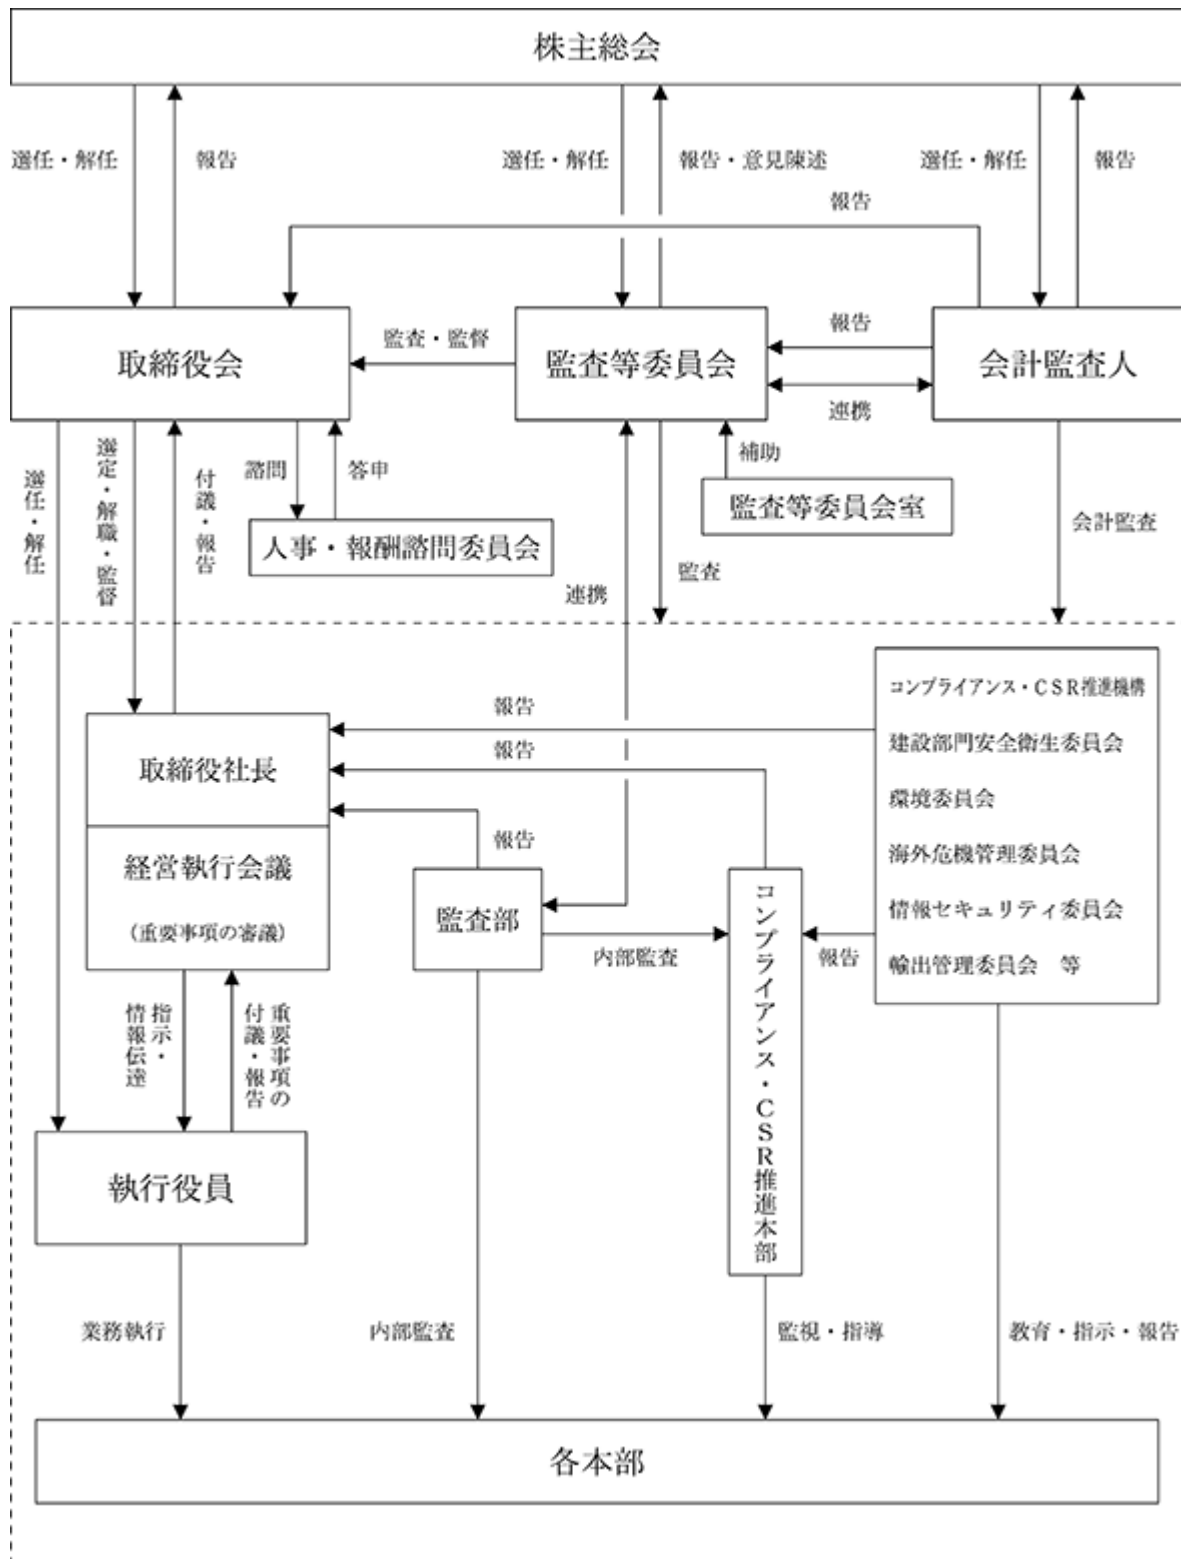 株主総会
選任・解任
報告
選任・解任
報告・意見陳述
選任・解任
報告
報告
取締役会
監査・監督
監査等委員会
報告
連携
会計監査人
選任・解任
選定・解職・監督
付議・報告
諮問
答申
人事・報酬諮問委員会
補助
監査等委員会室
連携
監査
会計監査
取締役社長
経営執行会議
(重要事項の審議)
報告
報告
報告
監査部
内部監査
コンプライアンス・CSR推進本部
報告
コンプライアンス・CSR推進機構
建設部門安全衛生委員会
環境委員会
海外危機管理委員会
情報セキュリティ委員会
輸出管理委員会 等
指示・
情報伝達
重要事項の
付議・報告
執行役員
業務執行
内部監査
監視・指導
教育・指示・報告
各本部